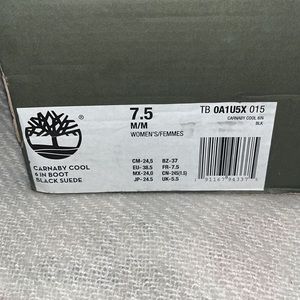 7.5
M/M
WOMEN'S/FEMMES
TB 0A1U5X 015
CARNABY COOL 6IN
BLK
®
CARNABY COOL
6 IN BOOT
BLACK SUEDE
CM-24,5 BZ-37
EU-38.5 FR-7.5
MX-24,0 CN-245(1.5)
JP-24.5 UK-5.5